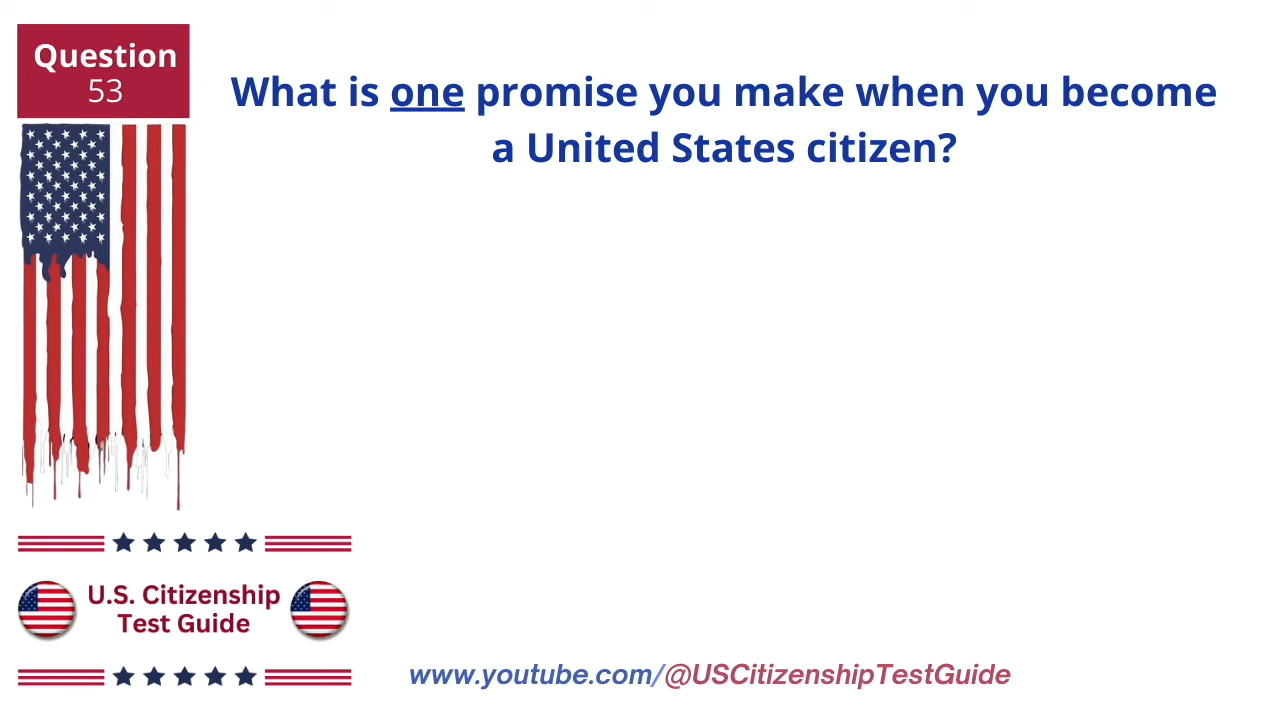 Question
53
What is one promise you make when you become
a United States citizen?
U.S. Citizenship
Test Guide
www.youtube.com/@USCitizenshipTestGuide